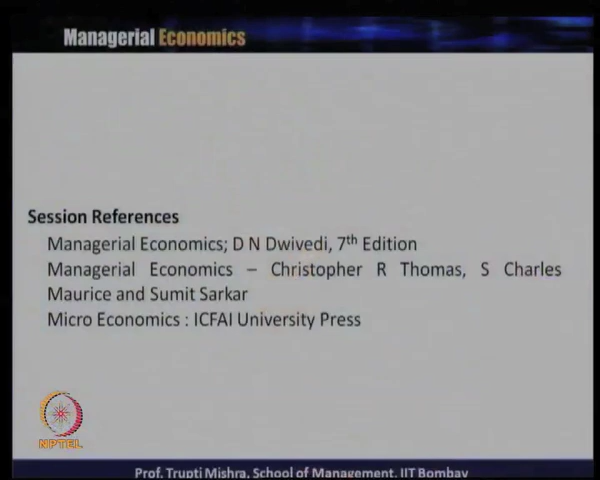 Managerial Economics
Session References
Managerial Economics; D N Dwivedi, 7th Edition
Managerial Economics – Christopher R Thomas, S Charles
Maurice and Sumit Sarkar
Micro Economics : ICFAI University Press
NPTEL
Prof. Trupti Mishra, School of Management, IIT Bombay